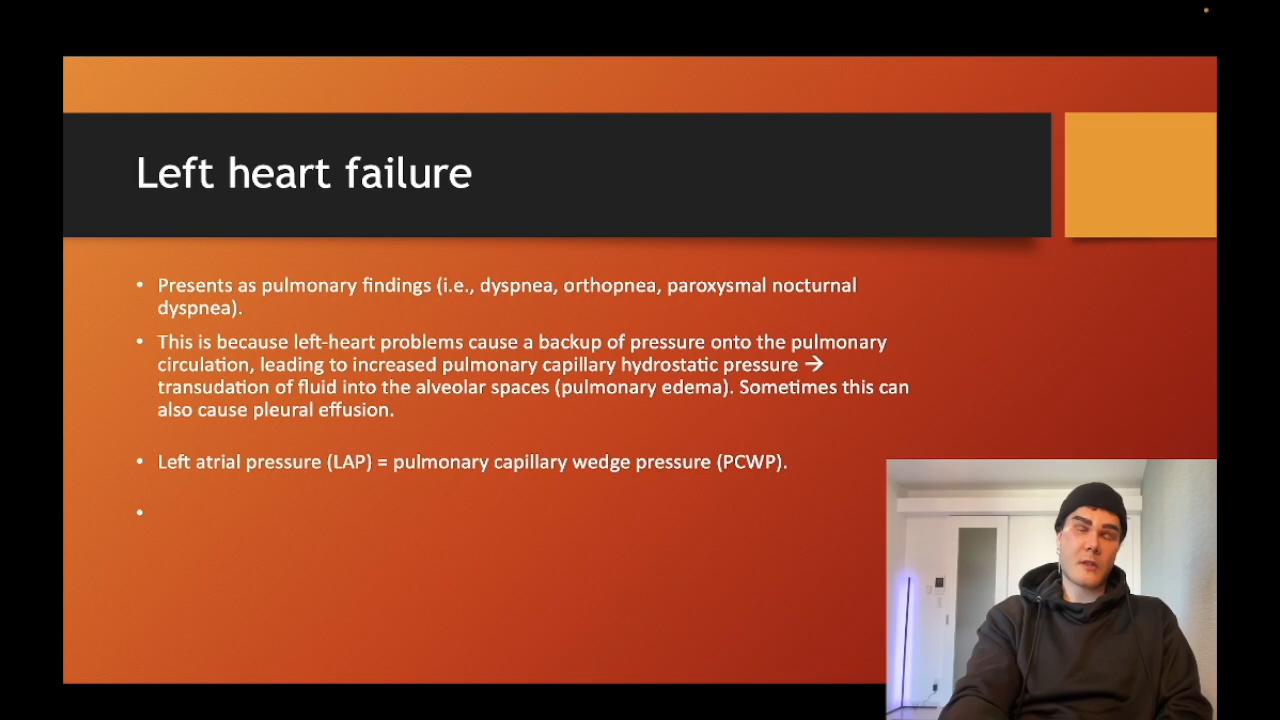 Left heart failure
• Presents as pulmonary findings (i.e., dyspnea, orthopnea, paroxysmal nocturnal
dyspnea).
• This is because left-heart problems cause a backup of pressure onto the pulmonary
circulation, leading to increased pulmonary capillary hydrostatic pressure →
transudation of fluid into the alveolar spaces (pulmonary edema). Sometimes this can
also cause pleural effusion.
• Left atrial pressure (LAP) = pulmonary capillary wedge pressure (PCWP).
•